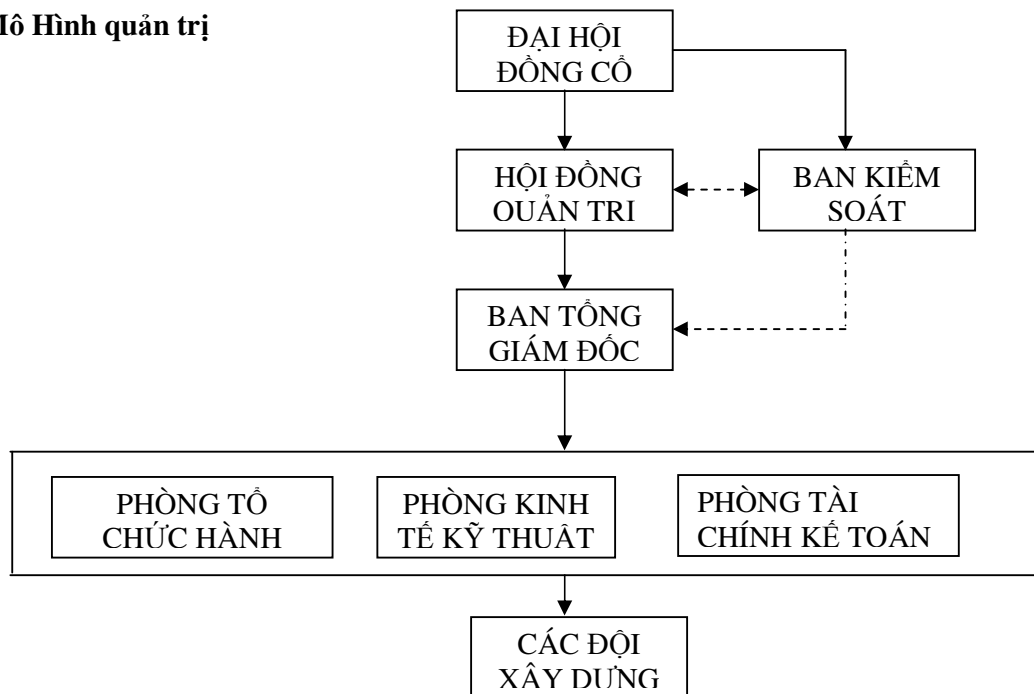 Mô Hình quản trị
ĐẠI HỘI
ĐỒNG CỔ
HỘI ĐỒNG
QUẢN TRỊ
BAN KIỂM
SOÁT
BAN TỔNG
GIÁM ĐỐC
PHÒNG TỔ
CHỨC HÀNH
PHÒNG KINH
TẾ KỸ THUẬT
PHÒNG TÀI
CHÍNH KẾ TOÁN
CÁC ĐỘI
XÂY DỰNG